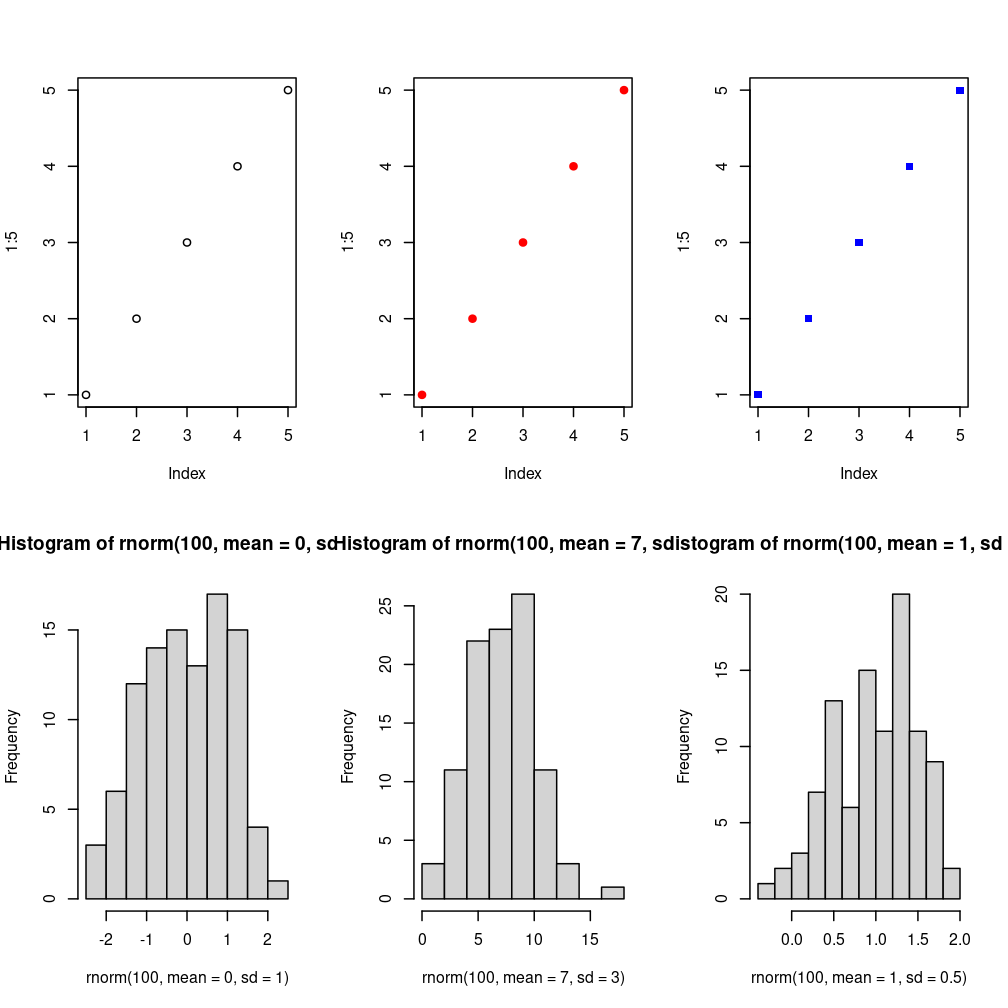 5
4
3
2
1
1:5
1 2 3 4 5
Index
5
4
3
2
1
1:5
1 2 3 4 5
Index
5
4
3
2
1
1:5
1 2 3 4 5
Index
Histogram of rnorm(100, mean = 0, sd
Histogram of rnorm(100, mean = 7, sd
istogram of rnorm(100, mean = 1, sd
15
10
5
0
Frequency
-2 -1 0 1 2
rnorm(100, mean = 0, sd = 1)
25
20
15
10
5
0
Frequency
0 5 10 15
rnorm(100, mean = 7, sd = 3)
20
15
10
5
0
Frequency
0.0 0.5 1.0 1.5 2.0
rnorm(100, mean = 1, sd = 0.5)